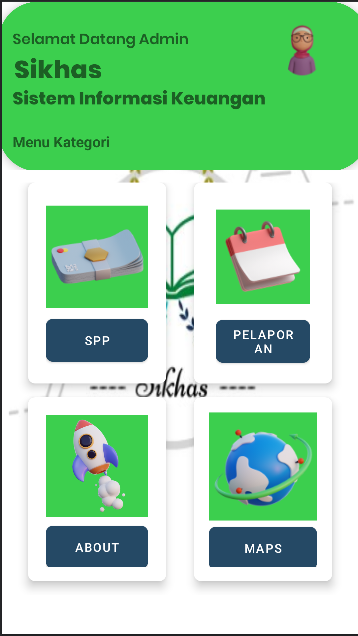 Selamat Datang Admin
Sikhas
Sistem Informasi Keuangan
Menu Kategori
SPP
PELAPOR
AN
---- Sikhas ----
ABOUT
MAPS